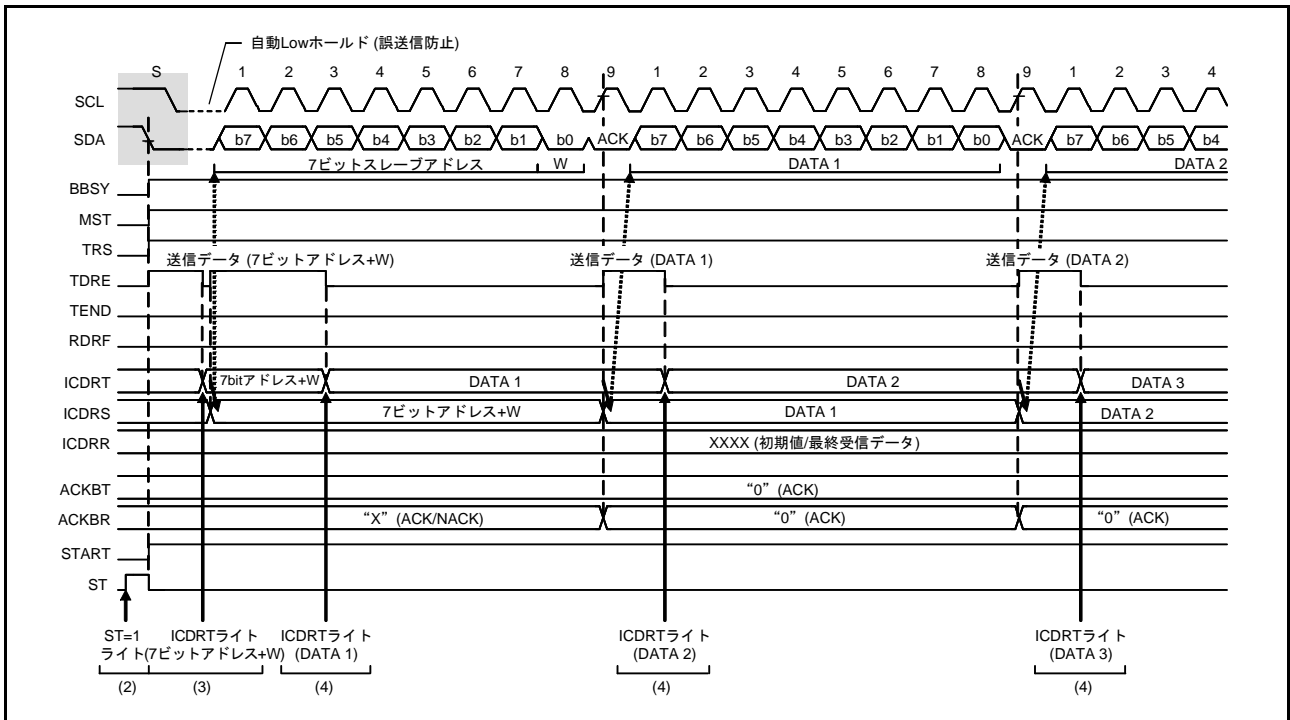 自動Lowホールド (誤送信防止)
S 1 2 3 4 5 6 7 8 9 1 2 3 4 5 6 7 8 9 1 2 3 4
SCL
SDA b7 b6 b5 b4 b3 b2 b1 b0 ACK b7 b6 b5 b4 b3 b2 b1 b0 ACK b7 b6 b5 b4
7ビットスレーブアドレス W DATA 1 DATA 2
BBSY
MST
TRS
送信データ (7ビットアドレス+W) 送信データ (DATA 1) 送信データ (DATA 2)
TDRE
TEND
RDRF
ICDRT 7bitアドレス+W DATA 1 DATA 2 DATA 3
ICDRS 7ビットアドレス+W DATA 1 DATA 2
ICDRR XXXX (初期値/最終受信データ)
ACKBT “0” (ACK)
ACKBR “X” (ACK/NACK) “0” (ACK) “0” (ACK)
START
ST
ST=1 ICDRTライト ICDRTライト ICDRTライト ICDRTライト
ライト (7ビットアドレス+W) (DATA 1) (DATA 2) (DATA 3)
(2) (3) (4) (4) (4)